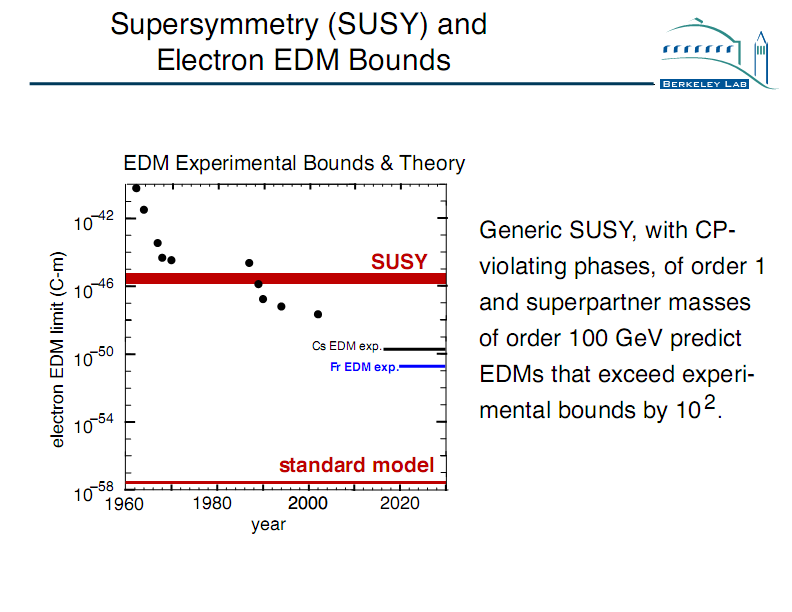 Supersymmetry (SUSY) and
Electron EDM Bounds
BERKELEY LAB
EDM Experimental Bounds & Theory
10–42
10–46
10–50
10–54
10–58
electron EDM limit (C-m)
SUSY
Cs EDM exp.
Fr EDM exp.
standard model
1960 1980 2000 2020
year
Generic SUSY, with CP-
violating phases, of order 1
and superpartner masses
of order 100 GeV predict
EDMs that exceed experi-
mental bounds by 10².